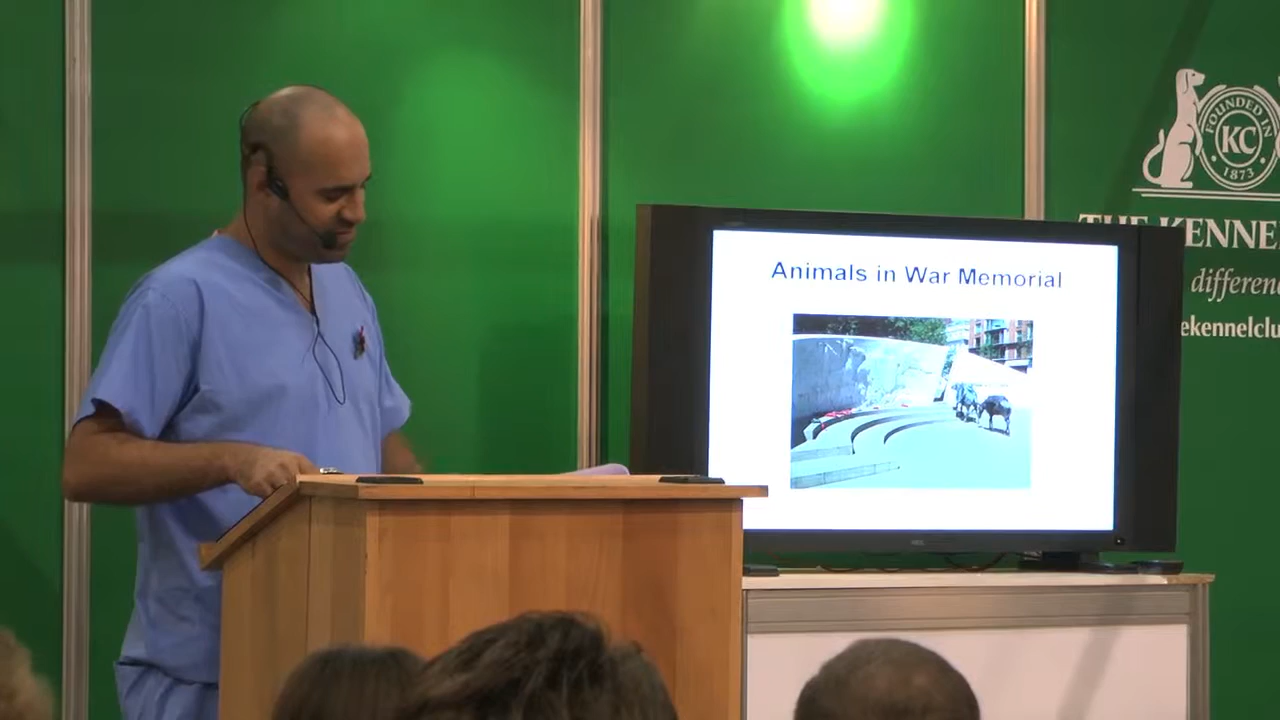 Animals in War Memorial
FOUNDED IN
KC
1873
THE KENNE
differen
ekennelclu